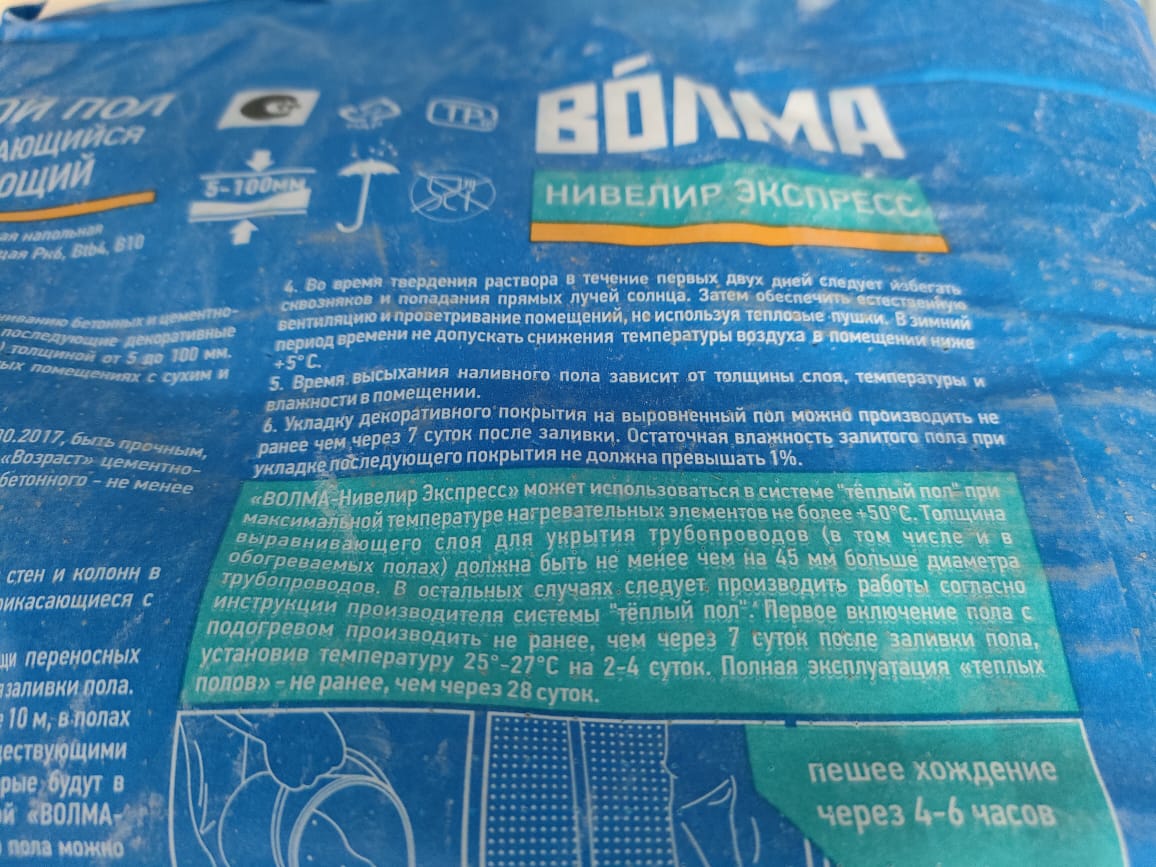 ОЙ ПОЛ
АЮЩИЙСЯ
ЮЩИЙ
ая напольная
щая Рк6, Btb4, B10
5-100мм
ТР
ВОЛМА
НИВЕЛИР ЭКСПРЕСС
ниванию бетонных и цементно-
последующие декоративные
) толщиной от 5 до 100 мм.
ых помещениях с сухим и
00.2017, быть прочным,
«Возраст» цементно-
бетонного - не менее
стен и колонн в
рикасающиеся с
щи переносных
заливки пола.
10 м, в полах
ществующими
рые будут в
й «ВОЛМА-
пола можно
4. Во время твердения раствора в течение первых двух дней следует избегать
сквозняков и попадания прямых лучей солнца. Затем обеспечить естественную
вентиляцию и проветривание помещений, но используя тепловые пушки. В зимний
период времени не допускать снижения температуры воздуха в помещении ниже
+5°С.
5. Время высыхания наливного пола зависит от толщины слоя, температуры и
влажности в помещении.
6. Укладку декоративного покрытия на выровненный пол можно производить не
ранее чем через 7 суток после заливки. Остаточная влажность залитого пола при
укладке последующего покрытия не должна превышать 1%.
«ВОЛМА-Нивелир Экспресс» может использоваться в системе "тёплый пол" при
максимальной температуре нагревательных элементов не более +50°С. Толщина
выравнивающего слоя для укрытия трубопроводов (в том числе и в
обогреваемых полах) должна быть не менее чем на 45 мм больше диаметра
трубопроводов. В остальных случаях следует производить работы согласно
инструкции производителя системы "тёплый пол". Первое включение пола с
подогревом производить не ранее, чем через 7 суток после заливки пола,
установив температуру 25°-27°С на 2-4 суток. Полная эксплуатация «теплых
полов» - не ранее, чем через 28 суток.
пешее хождение
через 4-6 часов